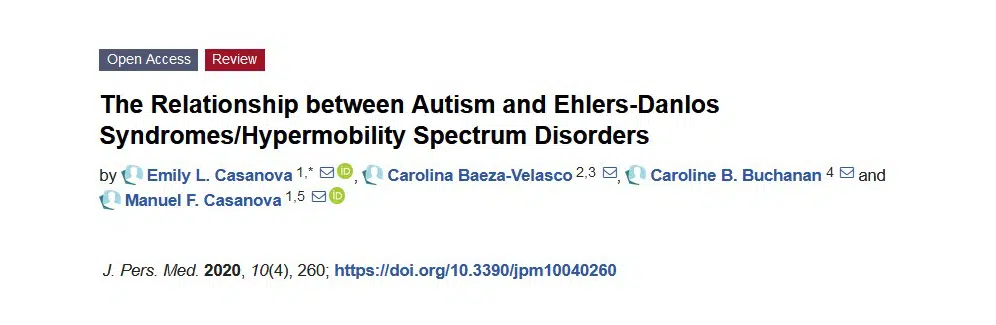 Open Access Review
The Relationship between Autism and Ehlers-Danlos
Syndromes/Hypermobility Spectrum Disorders
by Emily L. Casanova 1,* iD, Carolina Baeza-Velasco 2,3, Caroline B. Buchanan 4 and
Manuel F. Casanova 1,5 iD
J. Pers. Med. 2020, 10(4), 260; https://doi.org/10.3390/jpm10040260